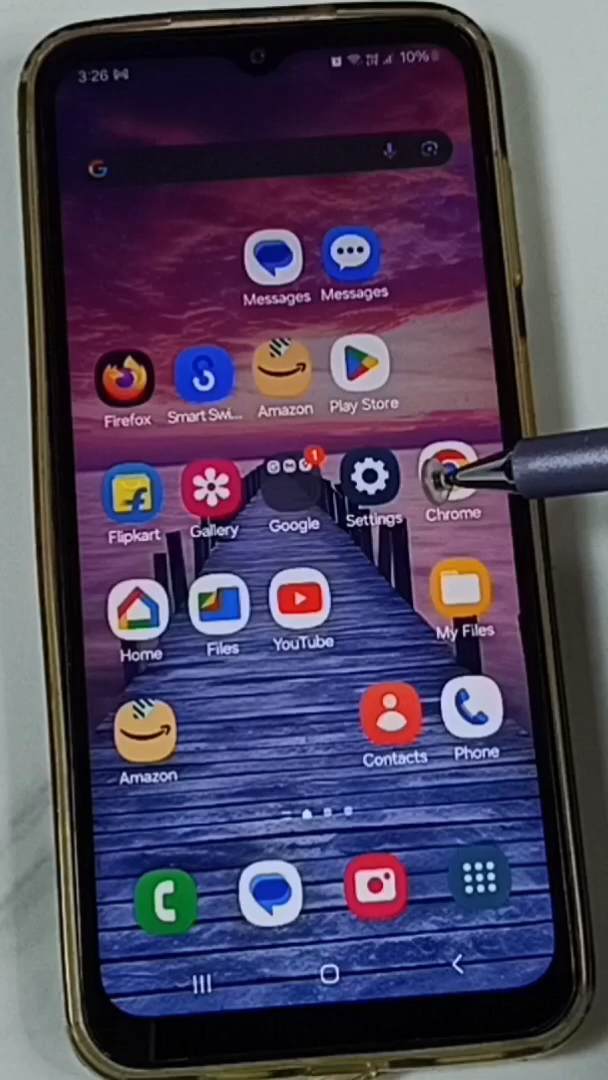 3:26
10%
Messages Messages
Firefox Smart Swi... Amazon Play Store
1
Flipkart Gallery Google Settings Chrome
Home Files YouTube My Files
Amazon Contacts Phone